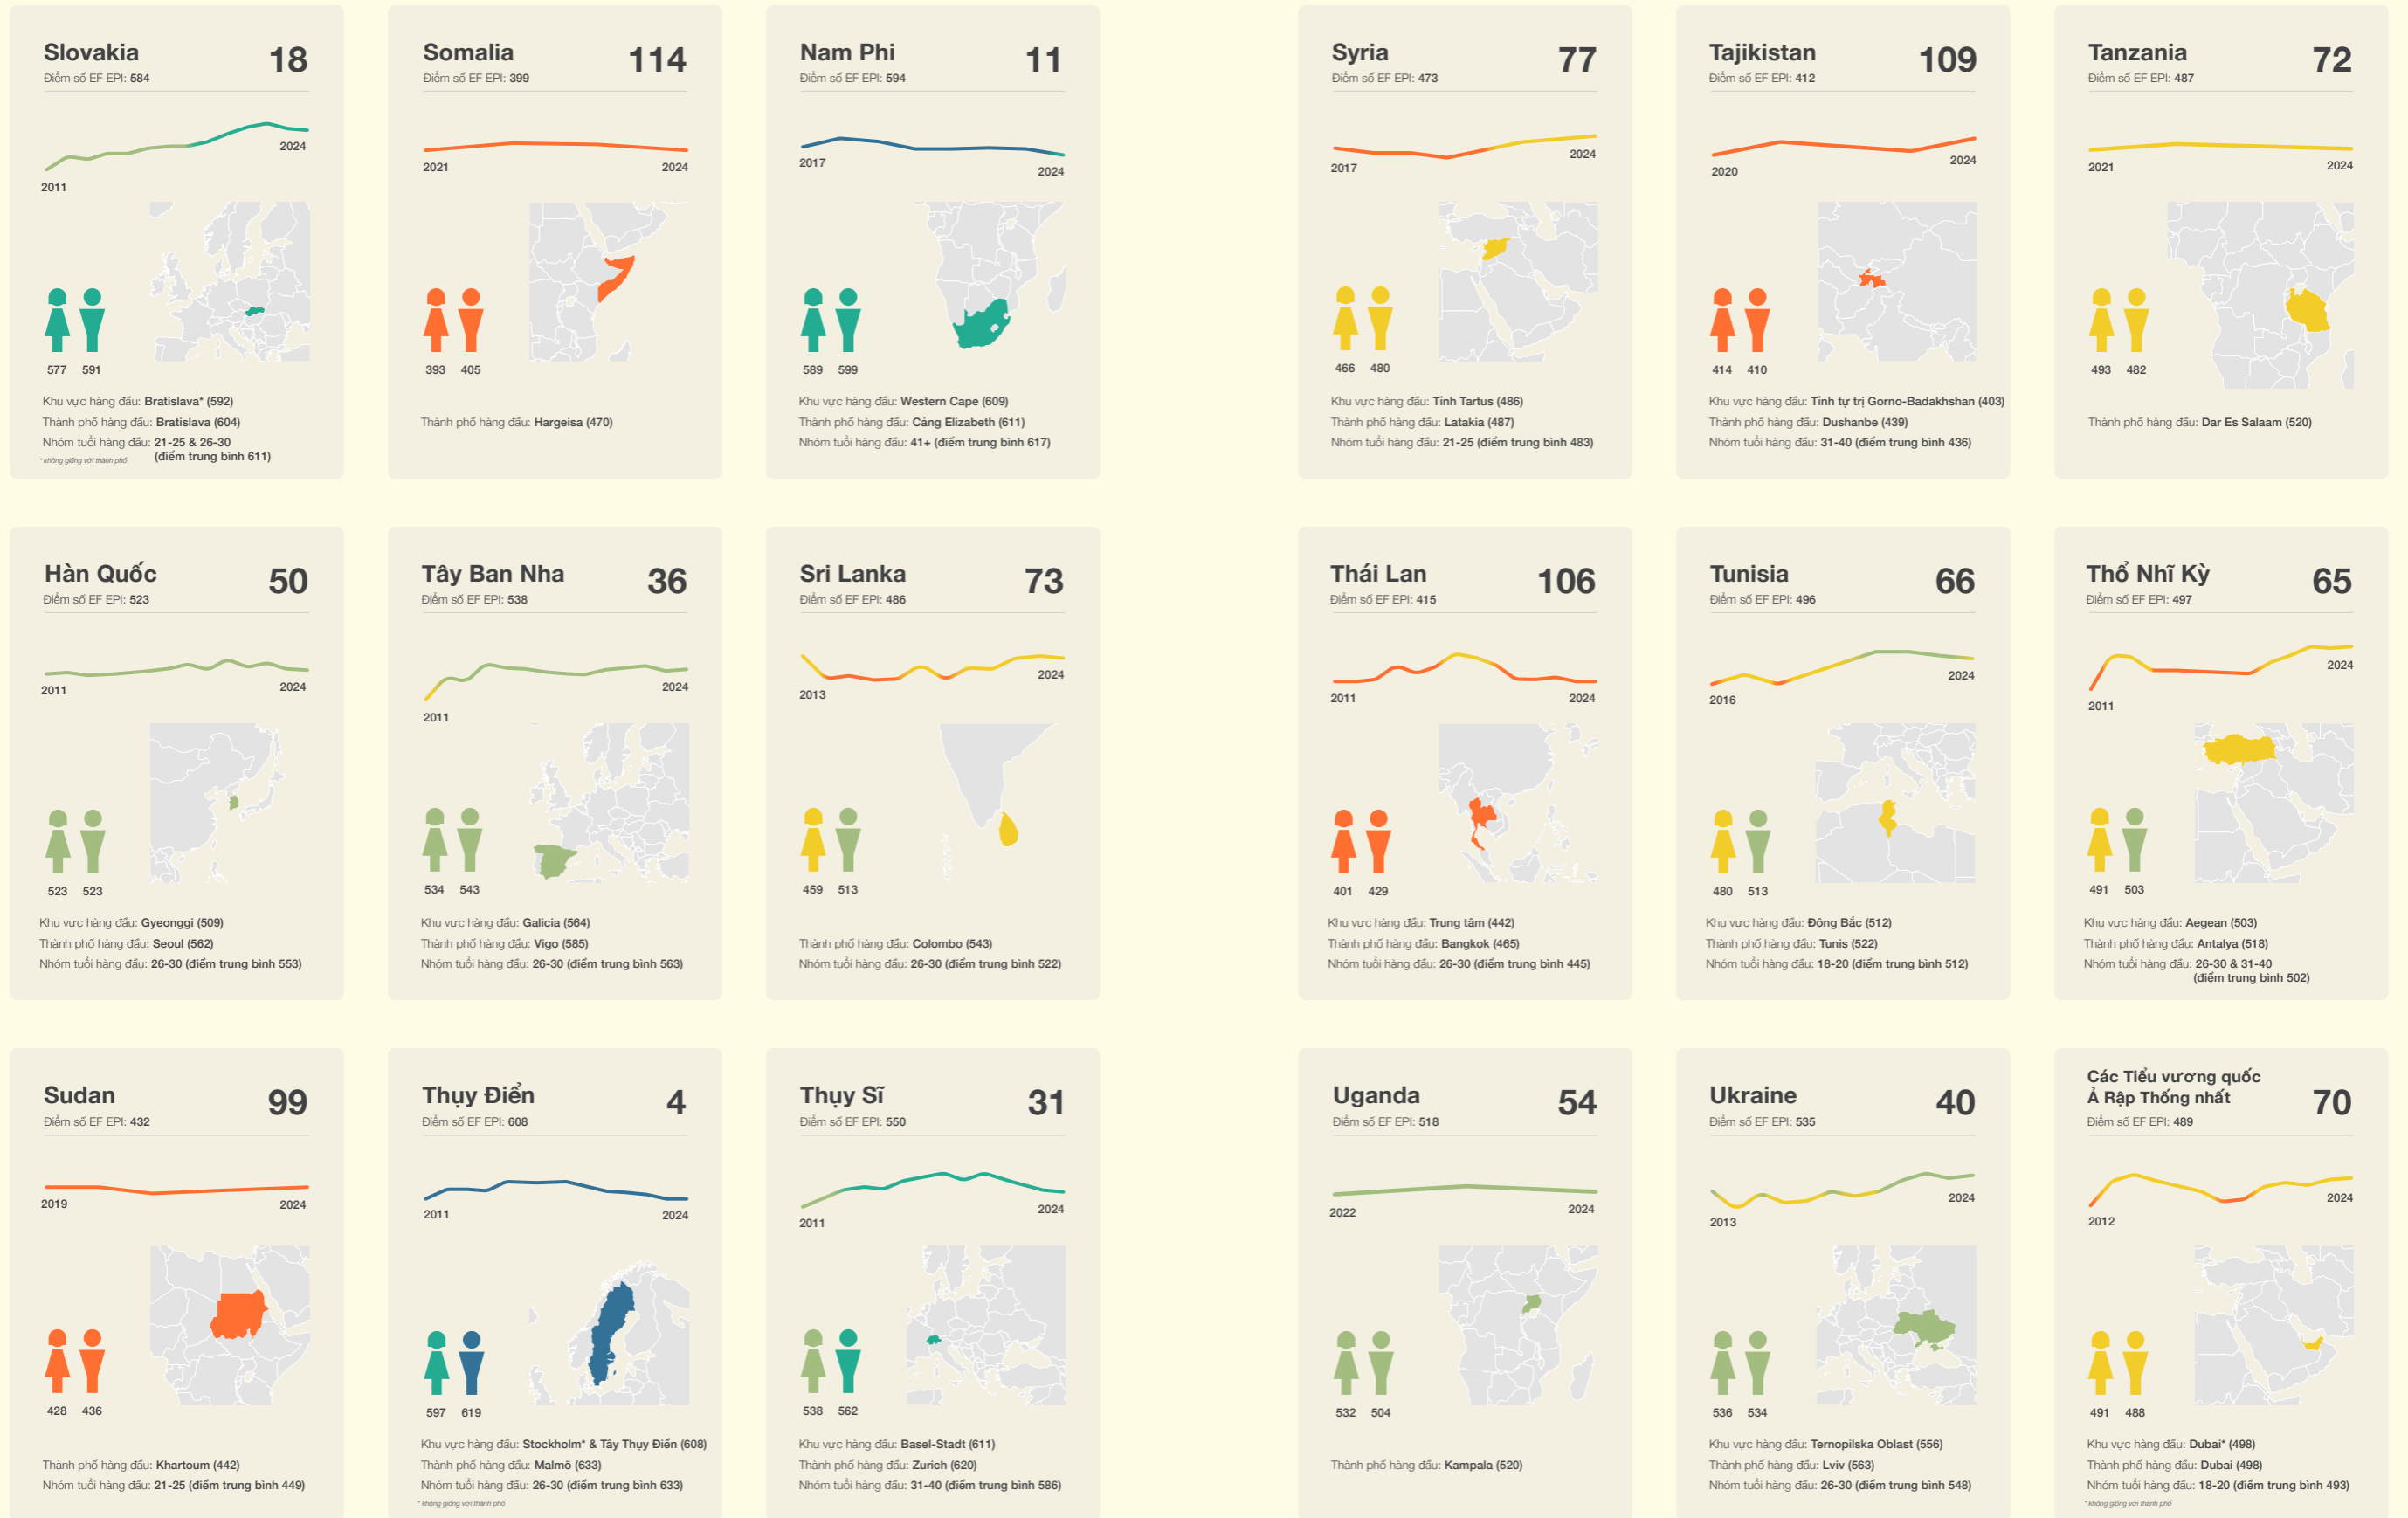 Slovakia
18
Điểm số EF EPI: 584
2011
2024
577 591
Khu vực hàng đầu: Bratislava* (592)
Thành phố hàng đầu: Bratislava (604)
Nhóm tuổi hàng đầu: 21-25 & 26-30
(điểm trung bình 611)
* không giống với thành phố
Somalia
114
Điểm số EF EPI: 399
2021
2024
393 405
Thành phố hàng đầu: Hargeisa (470)
Nam Phi
11
Điểm số EF EPI: 594
2017
2024
589 599
Khu vực hàng đầu: Western Cape (609)
Thành phố hàng đầu: Cảng Elizabeth (611)
Nhóm tuổi hàng đầu: 41+ (điểm trung bình 617)
Syria
77
Điểm số EF EPI: 473
2017
2024
466 480
Khu vực hàng đầu: Tỉnh Tartus (486)
Thành phố hàng đầu: Latakia (487)
Nhóm tuổi hàng đầu: 21-25 (điểm trung bình 483)
Tajikistan
109
Điểm số EF EPI: 412
2020
2024
414 410
Khu vực hàng đầu: Tỉnh tự trị Gorno-Badakhshan (403)
Thành phố hàng đầu: Dushanbe (439)
Nhóm tuổi hàng đầu: 31-40 (điểm trung bình 436)
Tanzania
72
Điểm số EF EPI: 487
2021
2024
493 482
Thành phố hàng đầu: Dar Es Salaam (520)
Hàn Quốc
50
Điểm số EF EPI: 523
2011
2024
523 523
Khu vực hàng đầu: Gyeonggi (509)
Thành phố hàng đầu: Seoul (562)
Nhóm tuổi hàng đầu: 26-30 (điểm trung bình 553)
Tây Ban Nha
36
Điểm số EF EPI: 538
2011
2024
534 543
Khu vực hàng đầu: Galicia (564)
Thành phố hàng đầu: Vigo (585)
Nhóm tuổi hàng đầu: 26-30 (điểm trung bình 563)
Sri Lanka
73
Điểm số EF EPI: 486
2013
2024
459 513
Thành phố hàng đầu: Colombo (543)
Nhóm tuổi hàng đầu: 26-30 (điểm trung bình 522)
Thái Lan
106
Điểm số EF EPI: 415
2011
2024
401 429
Khu vực hàng đầu: Trung tâm (442)
Thành phố hàng đầu: Bangkok (465)
Nhóm tuổi hàng đầu: 26-30 (điểm trung bình 445)
Tunisia
66
Điểm số EF EPI: 496
2016
2024
480 513
Khu vực hàng đầu: Đông Bắc (512)
Thành phố hàng đầu: Tunis (522)
Nhóm tuổi hàng đầu: 18-20 (điểm trung bình 512)
Thổ Nhĩ Kỳ
65
Điểm số EF EPI: 497
2011
2024
491 503
Khu vực hàng đầu: Aegean (503)
Thành phố hàng đầu: Antalya (518)
Nhóm tuổi hàng đầu: 26-30 & 31-40
(điểm trung bình 502)
Sudan
99
Điểm số EF EPI: 432
2019
2024
428 436
Thành phố hàng đầu: Khartoum (442)
Nhóm tuổi hàng đầu: 21-25 (điểm trung bình 449)
Thụy Điển
4
Điểm số EF EPI: 608
2011
2024
597 619
Khu vực hàng đầu: Stockholm* & Tây Thụy Điển (608)
Thành phố hàng đầu: Malmö (633)
Nhóm tuổi hàng đầu: 26-30 (điểm trung bình 633)
* không giống với thành phố
Thụy Sĩ
31
Điểm số EF EPI: 550
2011
2024
538 562
Khu vực hàng đầu: Basel-Stadt (611)
Thành phố hàng đầu: Zurich (620)
Nhóm tuổi hàng đầu: 31-40 (điểm trung bình 586)
Uganda
54
Điểm số EF EPI: 518
2022
2024
532 504
Thành phố hàng đầu: Kampala (520)
Ukraine
40
Điểm số EF EPI: 535
2013
2024
536 534
Khu vực hàng đầu: Ternopilska Oblast (556)
Thành phố hàng đầu: Lviv (563)
Nhóm tuổi hàng đầu: 26-30 (điểm trung bình 548)
Các Tiểu vương quốc
Ả Rập Thống nhất
70
Điểm số EF EPI: 489
2012
2024
491 488
Khu vực hàng đầu: Dubai* (498)
Thành phố hàng đầu: Dubai (498)
Nhóm tuổi hàng đầu: 18-20 (điểm trung bình 493)
* không giống với thành phố